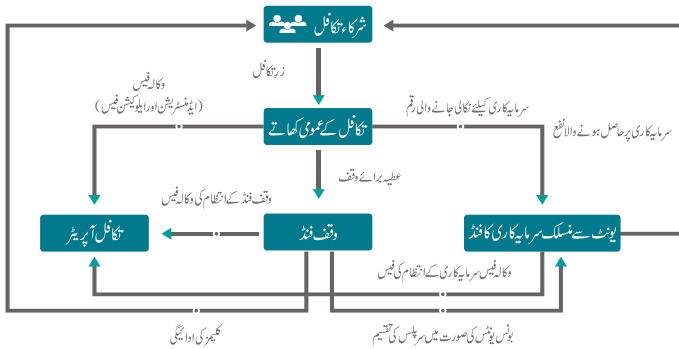 شرکاء تکافل
زرِ تکافل
وکالہ فیس
(ایڈمنسٹریشن اور ایلوکیشن فیس)
تکافل کے عمومی کھاتے
سرمایہ کاری کیلئے نکالی جانے والی رقم
سرمایہ کاری پر حاصل ہونے والا نفع
عطیہ برائے وقف
وقف فنڈ کے انتظام کی وکالہ فیس
یونٹ سے منسلک سرمایہ کاری کا فنڈ
وقف فنڈ
تکافل آپریٹر
وکالہ فیس سرمایہ کاری کے انتظام کی فیس
بونس یونٹس کی صورت میں سرپلس کی تقسیم
کلیمز کی ادائیگی